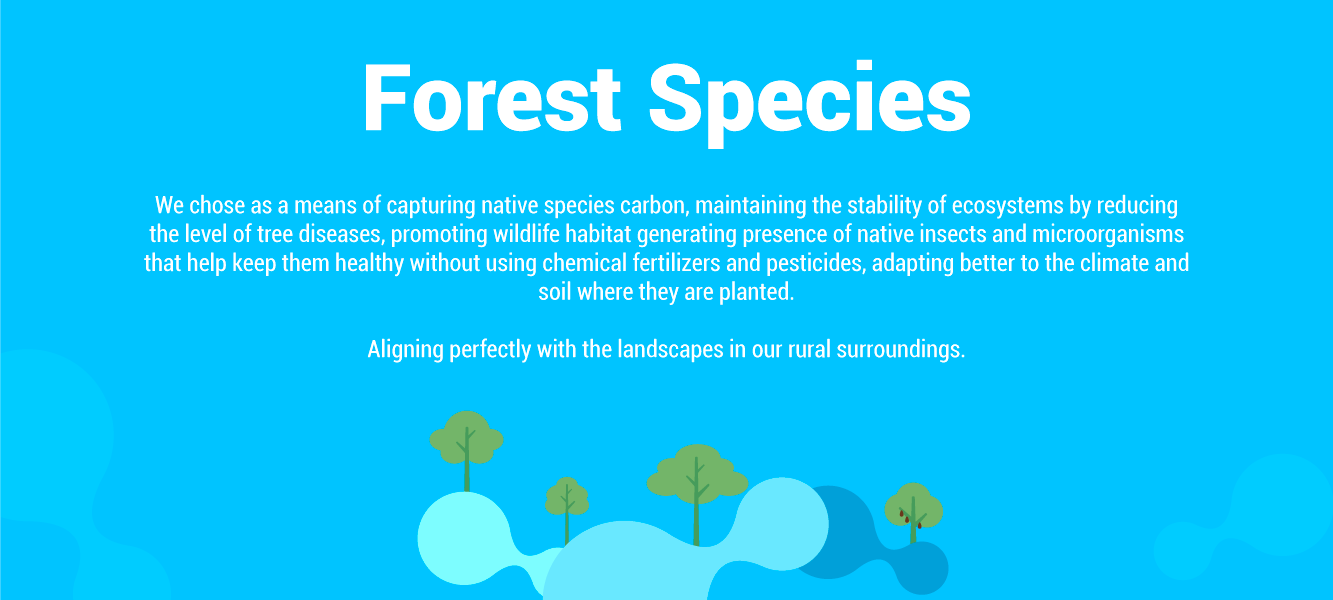 Forest Species
We chose as a means of capturing native species carbon, maintaining the stability of ecosystems by reducing
the level of tree diseases, promoting wildlife habitat generating presence of native insects and microorganisms
that help keep them healthy without using chemical fertilizers and pesticides, adapting better to the climate and
soil where they are planted.
Aligning perfectly with the landscapes in our rural surroundings.